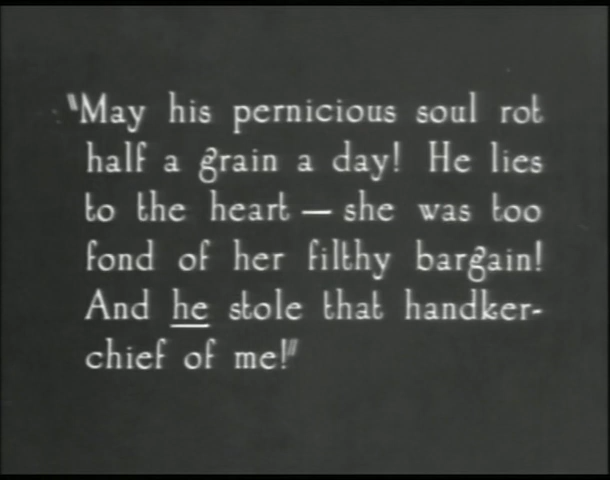 "May his pernicious soul rot
half a grain a day! He lies
to the heart — she was too
fond of her filthy bargain!
And he stole that handker-
chief of me!"